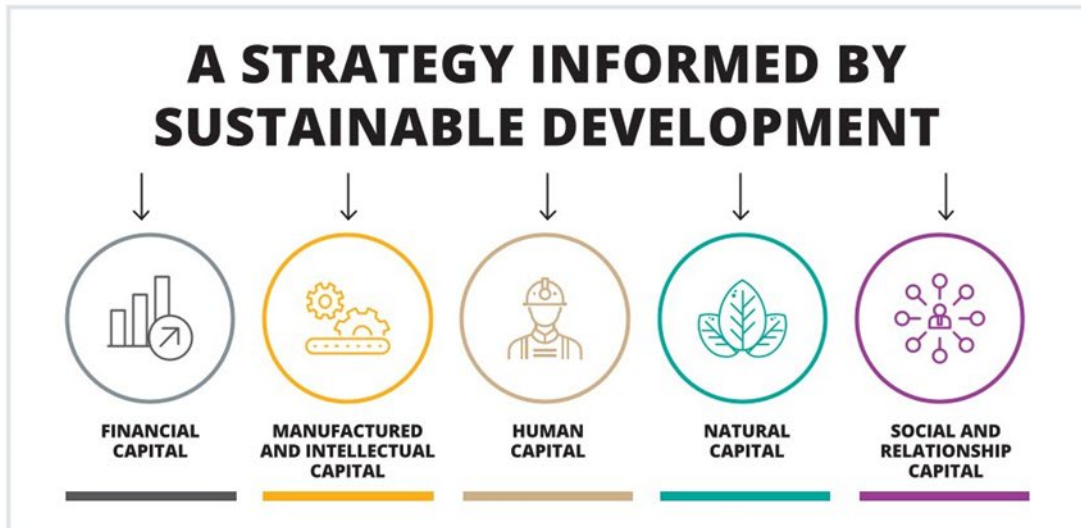 A STRATEGY INFORMED BY
SUSTAINABLE DEVELOPMENT
FINANCIAL
CAPITAL
MANUFACTURED
AND INTELLECTUAL
CAPITAL
HUMAN
CAPITAL
NATURAL
CAPITAL
SOCIAL AND
RELATIONSHIP
CAPITAL